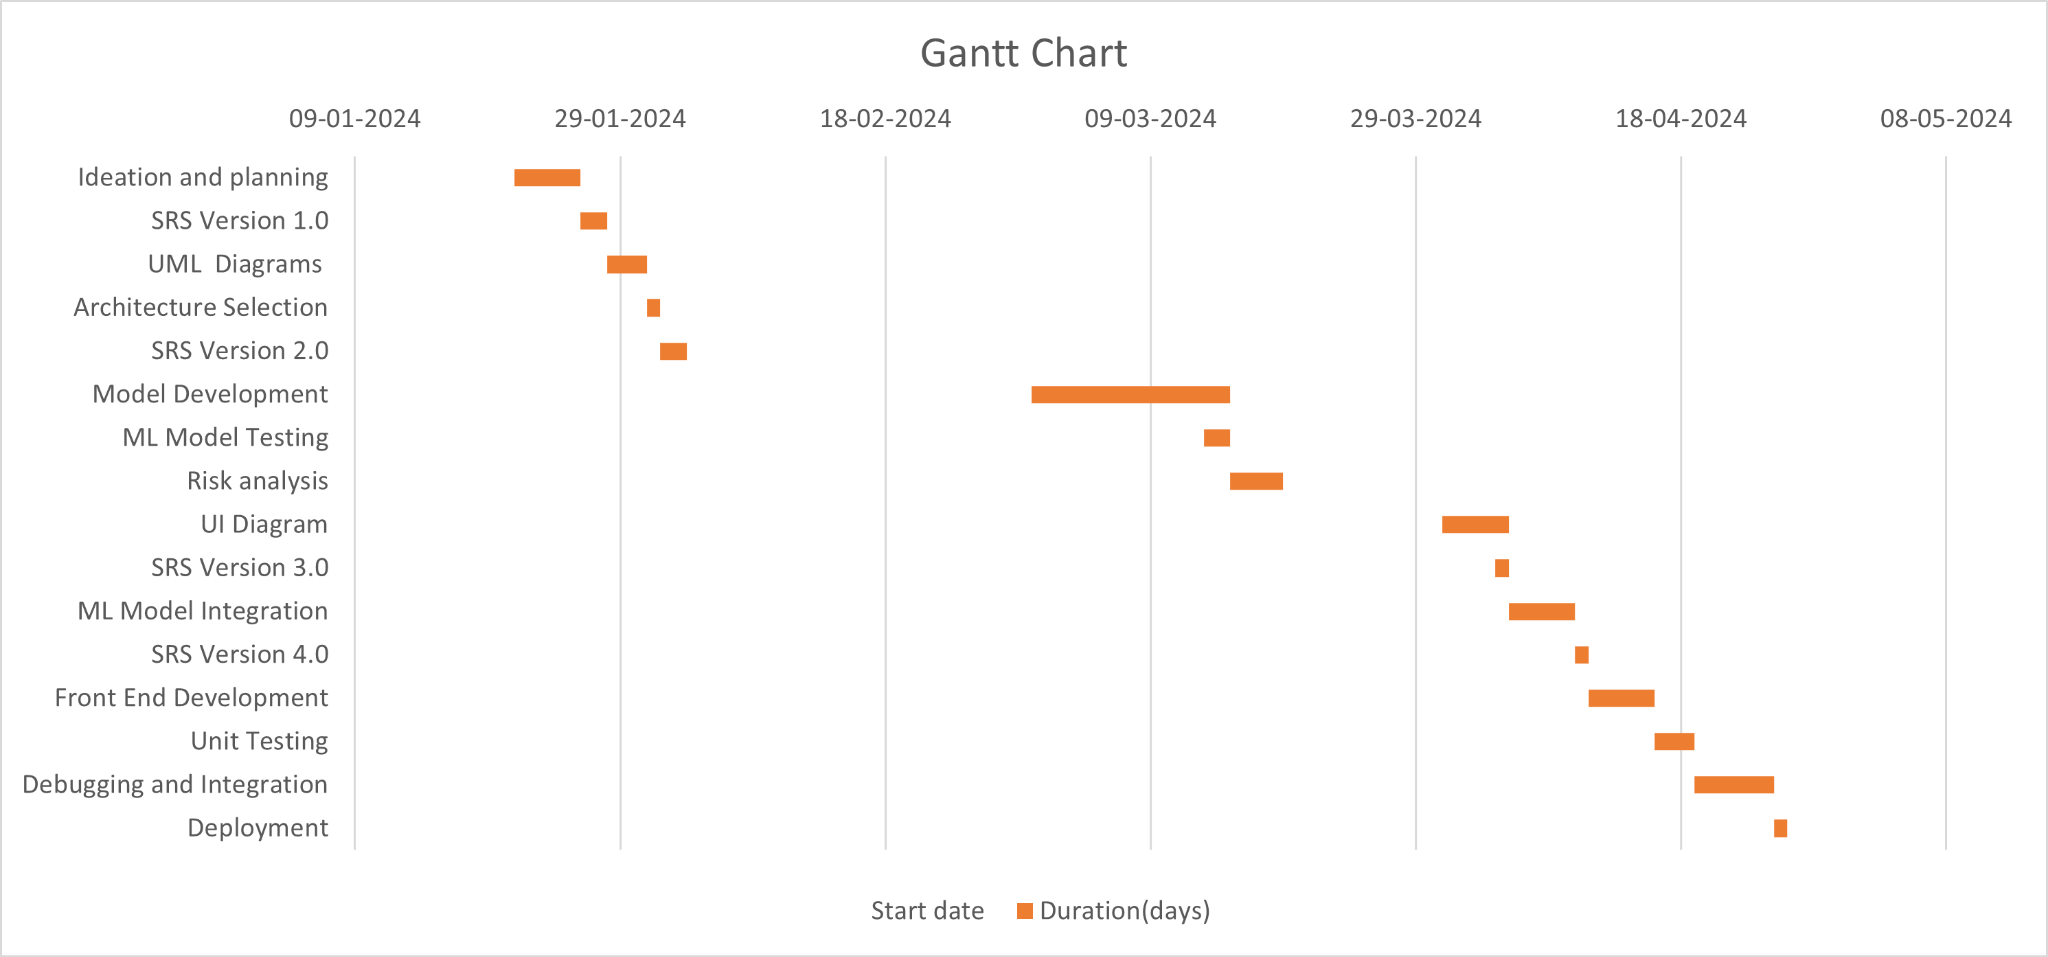 Gantt Chart
09-01-2024 29-01-2024 18-02-2024 09-03-2024 29-03-2024 18-04-2024 08-05-2024
Ideation and planning
SRS Version 1.0
UML  Diagrams
Architecture Selection
SRS Version 2.0
Model Development
ML Model Testing
Risk analysis
UI Diagram
SRS Version 3.0
ML Model Integration
SRS Version 4.0
Front End Development
Unit Testing
Debugging and Integration
Deployment
Start date Duration(days)